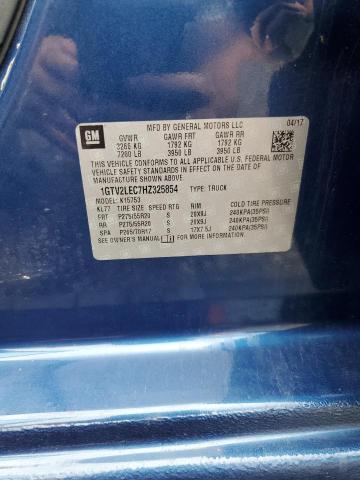 MFD BY GENERAL MOTORS LLC 04/17
GM GVWR GAWR FRT GAWR RR
3265 KG 1792 KG 1792 KG
7200 LB 3950 LB 3950 LB
THIS VEHICLE CONFORMS TO ALL APPLICABLE U.S. FEDERAL MOTOR
VEHICLE SAFETY STANDARDS IN EFFECT ON THE DATE OF
MANUFACTURE SHOWN ABOVE.
1GTV2LEC7HZ325854 TYPE: TRUCK
MODEL: K15753
KL77 TIRE SIZE SPEED RTG RIM COLD TIRE PRESSURE
FRT P275/55R20 S 20X9J 240KPA(35PSI)
RR P275/55R20 S 20X9J 240KPA(35PSI)
SPA P265/70R17 S 17X7.5J 240KPA(35PSI)
SEE OWNER'S MANUAL FOR ADDITIONAL INFORMATION